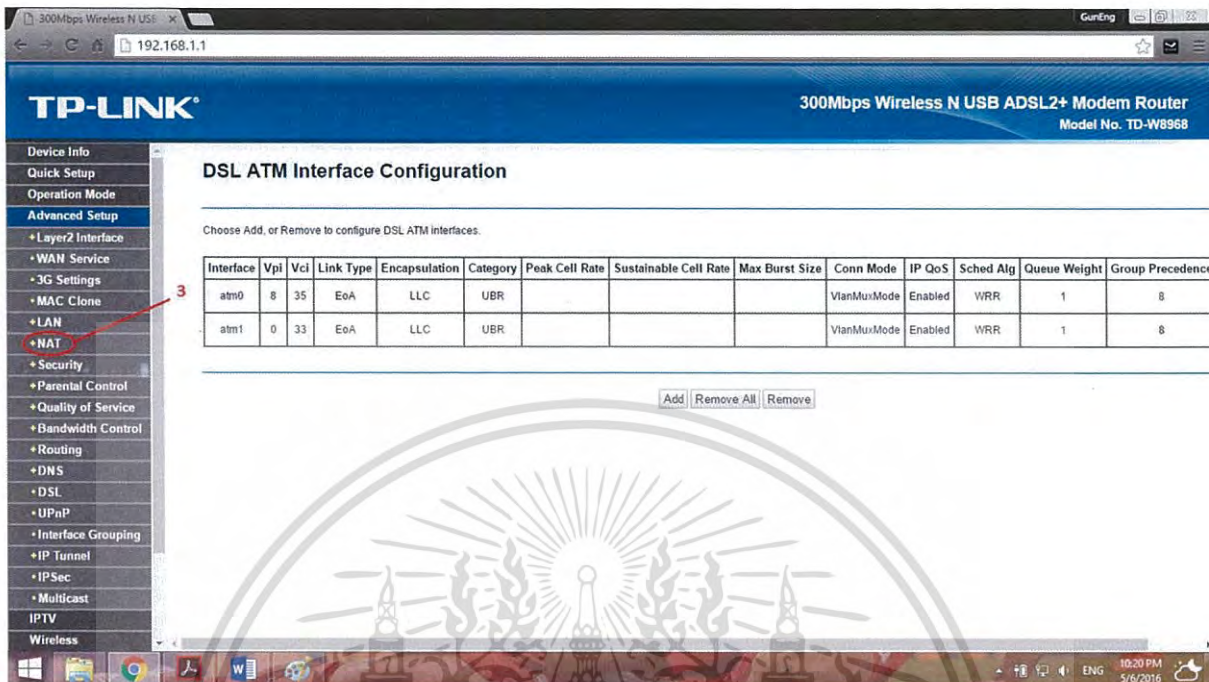 300Mbps Wireless N USB
GunEng
192.168.1.1
TP-LINK®
300Mbps Wireless N USB ADSL2+ Modem Router
Model No. TD-W8968
Device Info
Quick Setup
Operation Mode
Advanced Setup
+Layer2 Interface
•WAN Service
•3G Settings
•MAC Clone
3
+LAN
+NAT
+Security
+Parental Control
+Quality of Service
+Bandwidth Control
+Routing
+DNS
•DSL
•UPnP
•Interface Grouping
+IP Tunnel
•IPSec
•Multicast
IPTV
Wireless
DSL ATM Interface Configuration
Choose Add, or Remove to configure DSL ATM interfaces.
Interface Vpi Vci Link Type Encapsulation Category Peak Cell Rate Sustainable Cell Rate Max Burst Size Conn Mode IP QoS Sched Alg Queue Weight Group Precedence
atm0 8 35 EoA LLC UBR VlanMuxMode Enabled WRR 1 8
atm1 0 33 EoA LLC UBR VlanMuxMode Enabled WRR 1 8
Add Remove All Remove
ENG
10:20 PM
5/6/2016